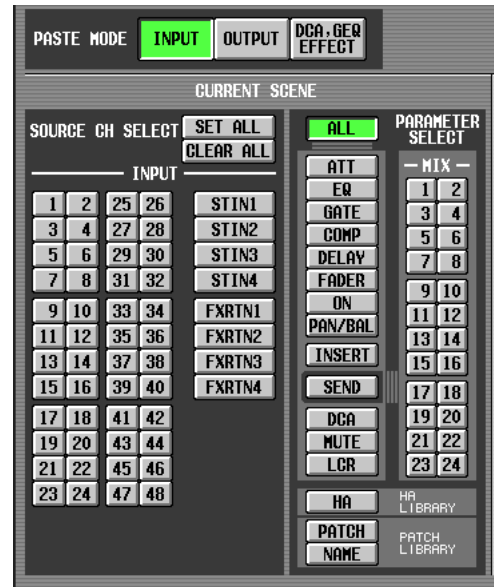 PASTE MODE INPUT OUTPUT DCA,GEQ
EFFECT
CURRENT SCENE
SOURCE CH SELECT SET ALL
CLEAR ALL
INPUT
1 2 25 26 STIN1
3 4 27 28 STIN2
5 6 29 30 STIN3
7 8 31 32 STIN4
9 10 33 34 FXRTN1
11 12 35 36 FXRTN2
13 14 37 38 FXRTN3
15 16 39 40 FXRTN4
17 18 41 42
19 20 43 44
21 22 45 46
23 24 47 48
ALL
ATT
EQ
GATE
COMP
DELAY
FADER
ON
PAN/BAL
INSERT
SEND
DCA
MUTE
LCR
PARAMETER
SELECT
MIX
1 2
3 4
5 6
7 8
9 10
11 12
13 14
15 16
17 18
19 20
21 22
23 24
HA HA
LIBRARY
PATCH PATCH
NAME LIBRARY